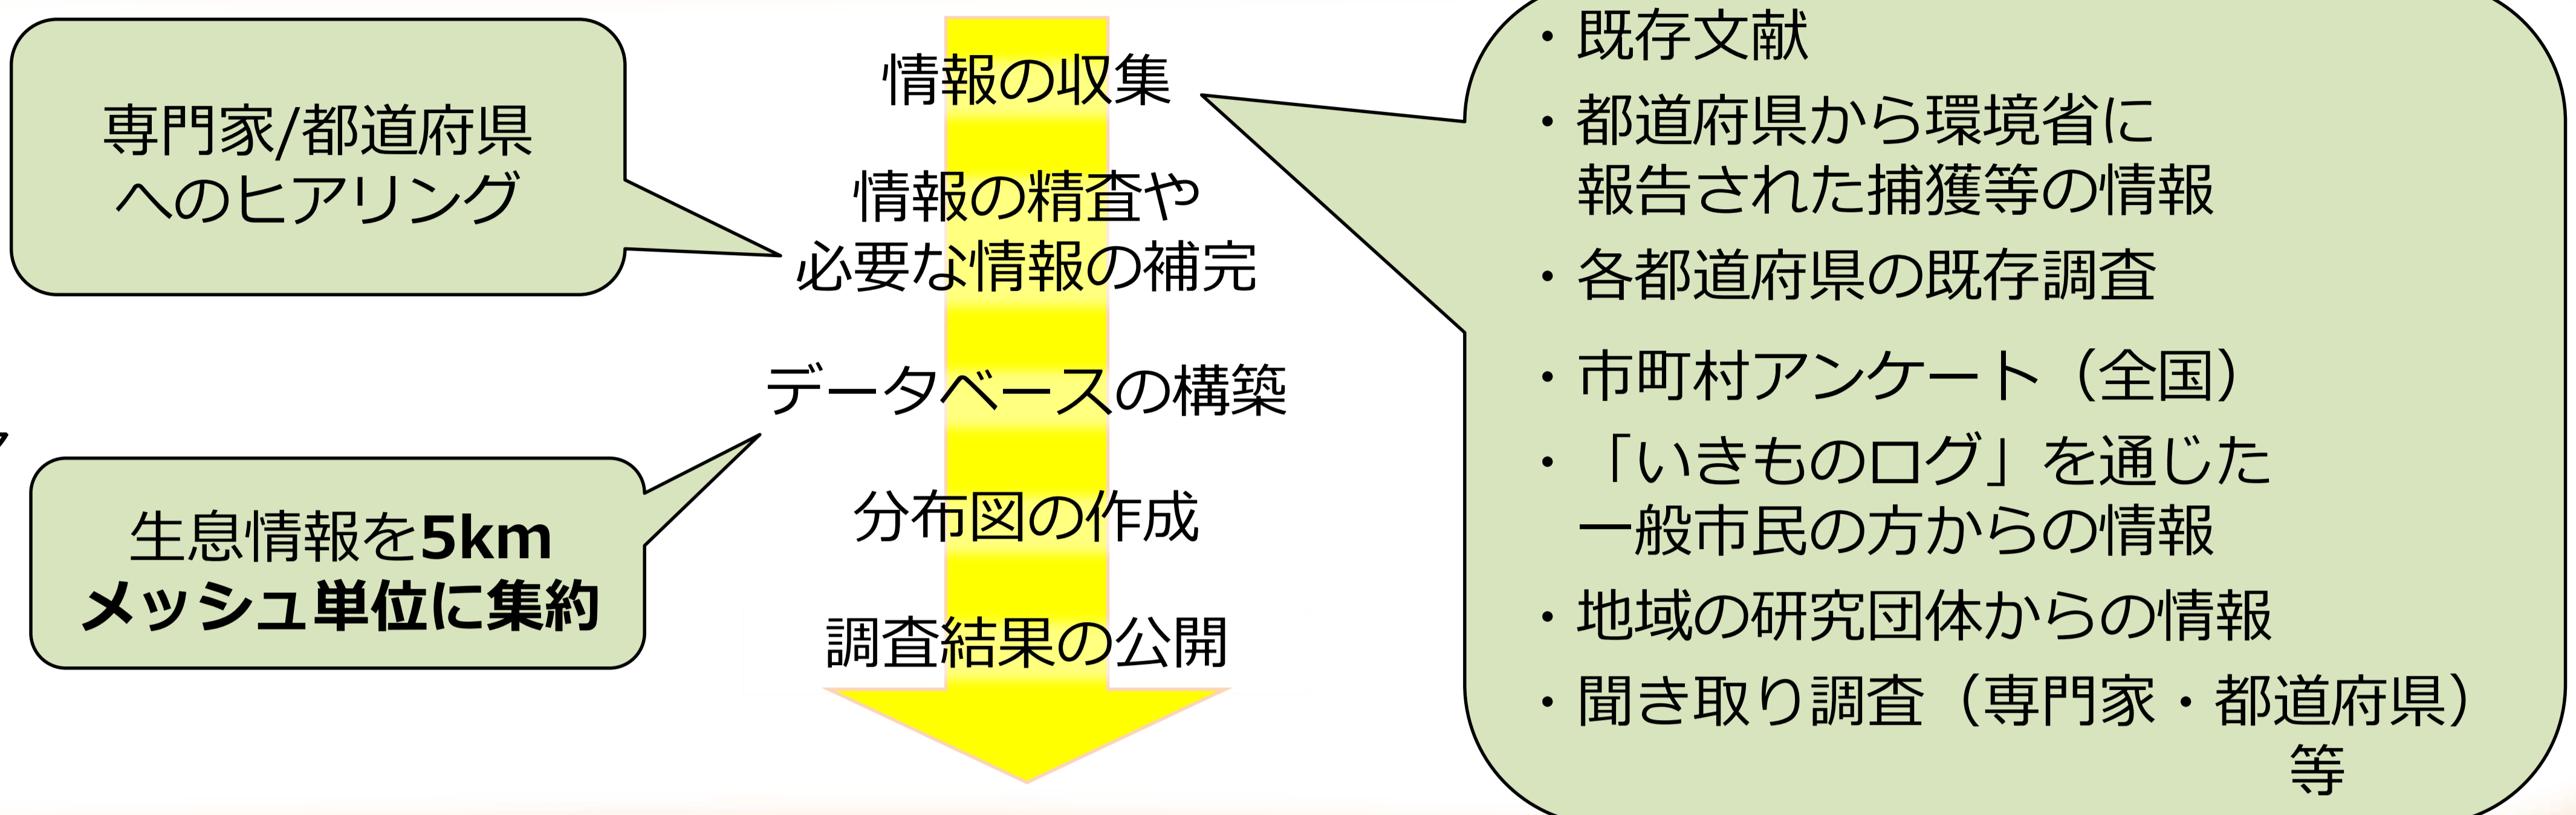 専門家/都道府県
へのヒアリング
生息情報を5km
メッシュ単位に集約
情報の収集
情報の精査や
必要な情報の補完
データベースの構築
分布図の作成
調査結果の公開
・既存文献
・都道府県から環境省に
報告された捕獲等の情報
・各都道府県の既存調査
・市町村アンケート（全国）
・「いきものログ」を通じた
一般市民の方からの情報
・地域の研究団体からの情報
・聞き取り調査（専門家・都道府県）
等